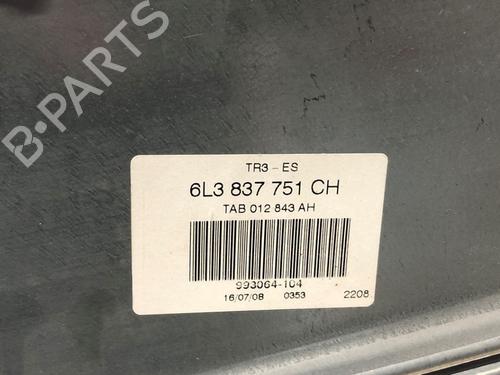 B-PARTS
TR3-ES
6L3 837 751 CH
TAB 012 843 AH
993064-104
16/07/08 0353 2208